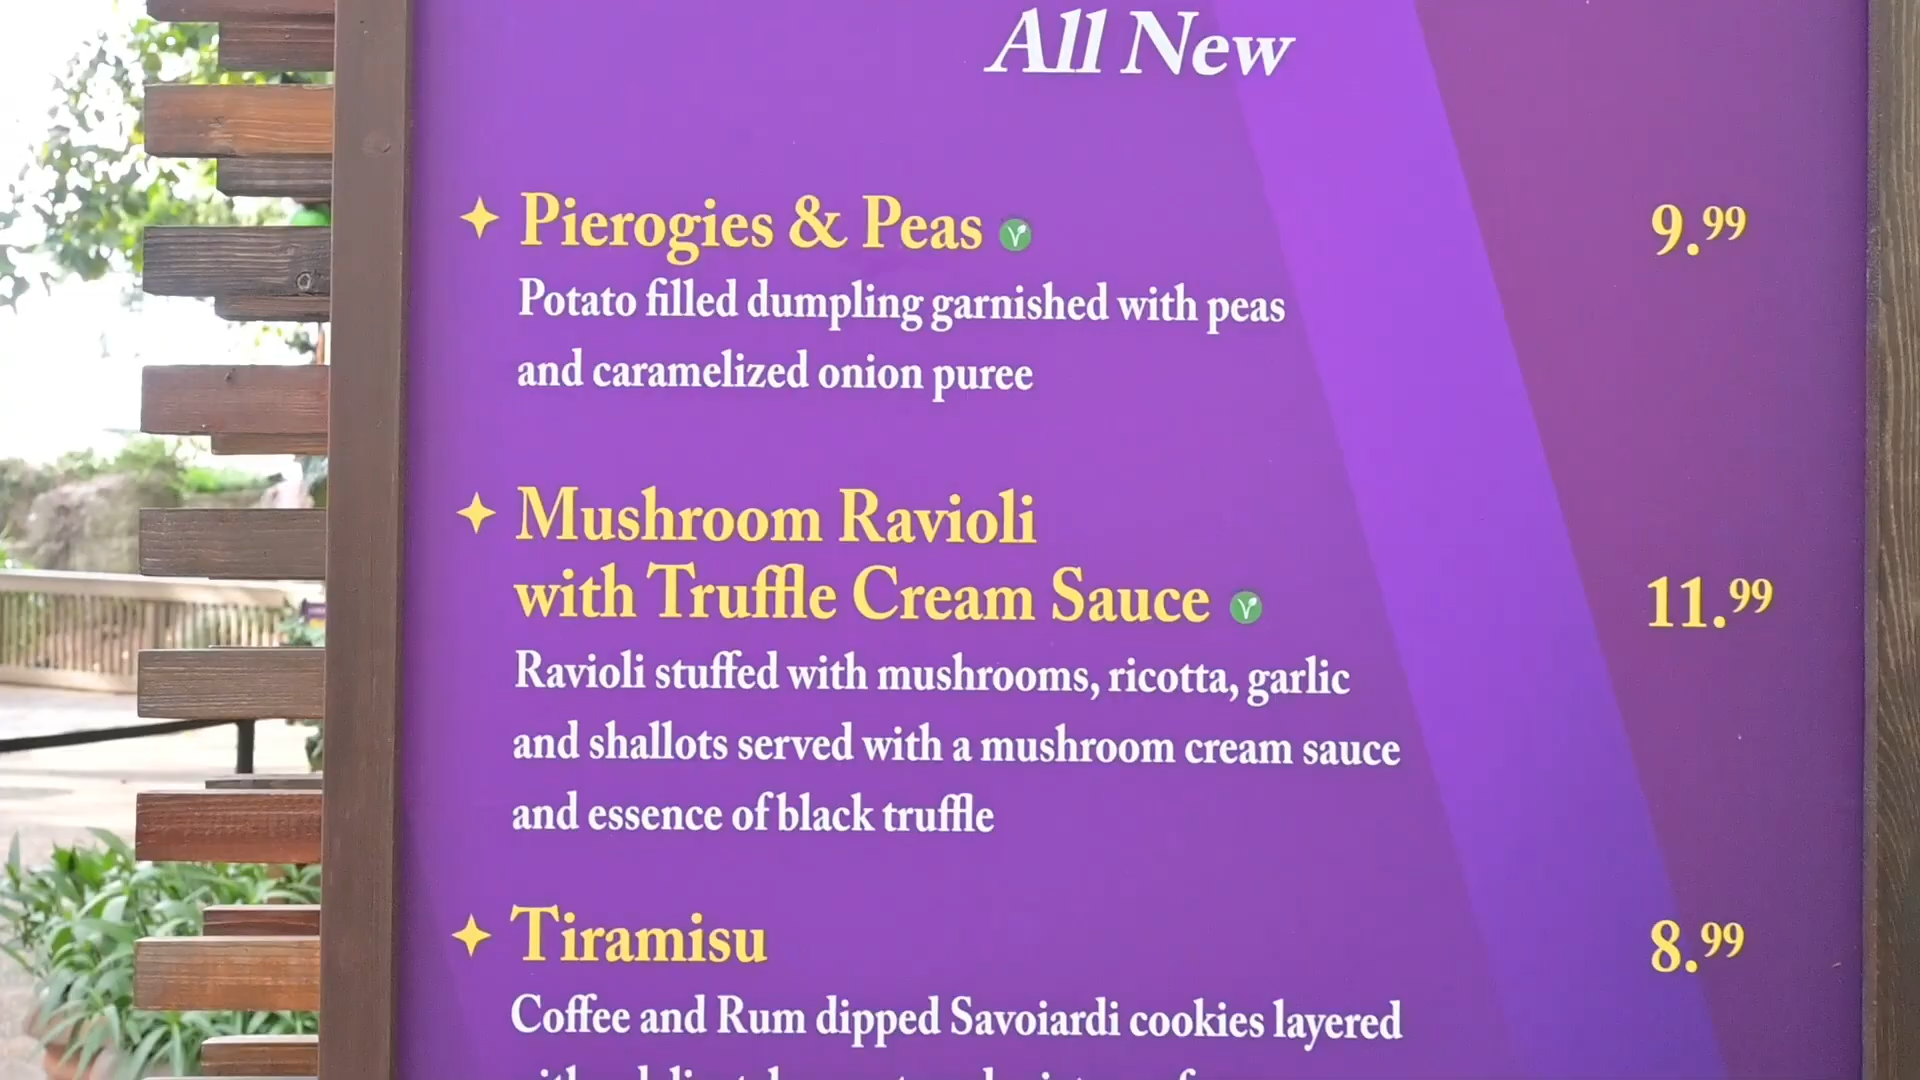 All New
Pierogies & Peas
9.99
Potato filled dumpling garnished with peas
and caramelized onion puree
Mushroom Ravioli
with Truffle Cream Sauce
11.99
Ravioli stuffed with mushrooms, ricotta, garlic
and shallots served with a mushroom cream sauce
and essence of black truffle
Tiramisu
8.99
Coffee and Rum dipped Savoiardi cookies layered